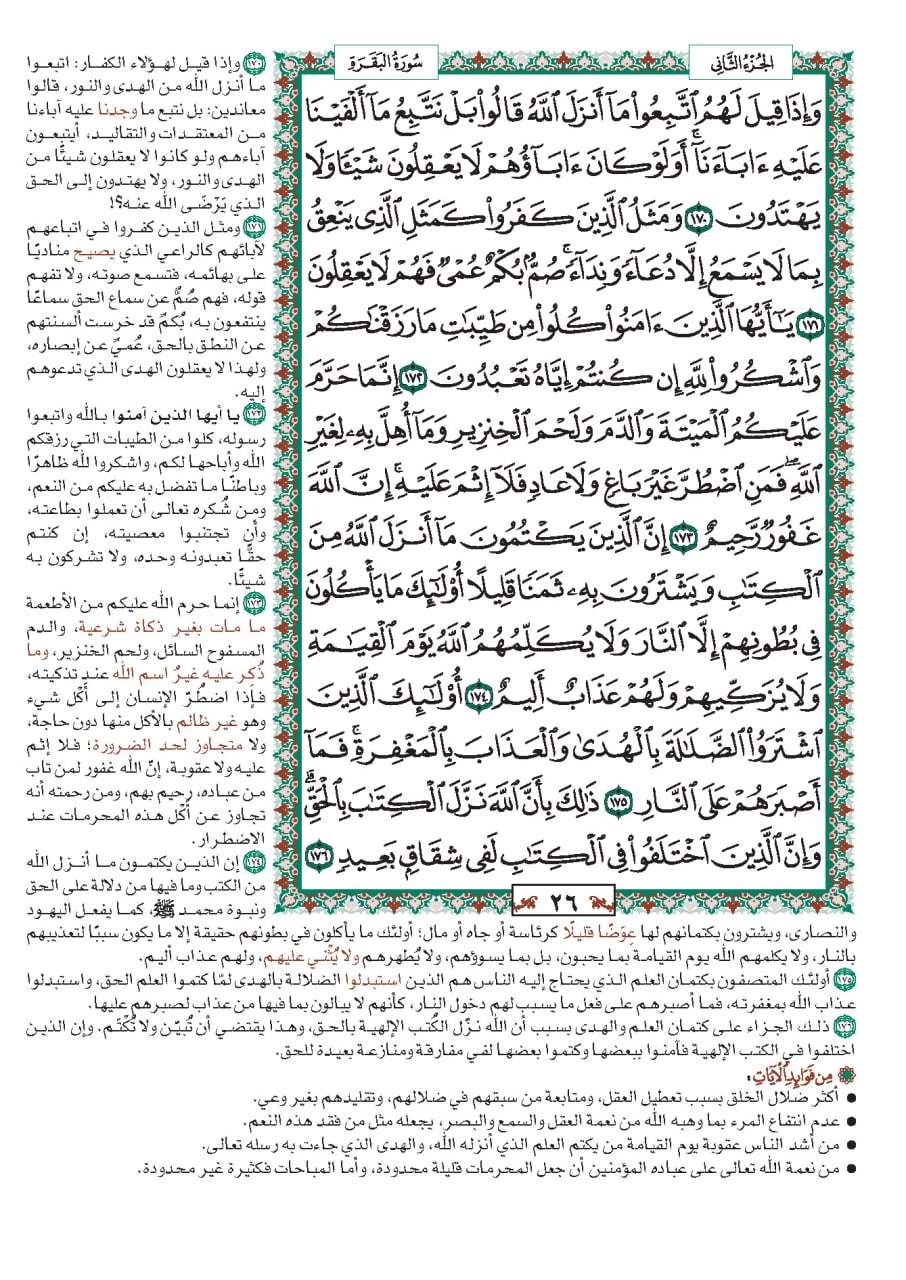 الجُزْءُ الثَّانِي
سُورَةُ البَقَرَةِ
وَإِذَا قِيلَ لَهُمُ ٱتَّبِعُوا۟ مَآ أَنزَلَ ٱللَّهُ قَالُوا۟ بَلْ نَتَّبِعُ مَآ أَلْفَيْنَا
عَلَيْهِ ءَابَآءَنَآ ۗ أَوَلَوْ كَانَ ءَابَآؤُهُمْ لَا يَعْقِلُونَ شَيْـًٔا وَلَا
يَهْتَدُونَ ١٧٠ وَمَثَلُ ٱلَّذِينَ كَفَرُوا۟ كَمَثَلِ ٱلَّذِى يَنْعِقُ
بِمَا لَا يَسْمَعُ إِلَّا دُعَآءً وَنِدَآءً ۚ صُمٌّۢ بُكْمٌ عُمْىٌ فَهُمْ لَا يَعْقِلُونَ
١٧١ يَـٰٓأَيُّهَا ٱلَّذِينَ ءَامَنُوا۟ كُلُوا۟ مِن طَيِّبَـٰتِ مَا رَزَقْنَـٰكُمْ
وَٱشْكُرُوا۟ لِلَّهِ إِن كُنتُمْ إِيَّاهُ تَعْبُدُونَ ١٧٢ إِنَّمَا حَرَّمَ
عَلَيْكُمُ ٱلْمَيْتَةَ وَٱلدَّمَ وَلَحْمَ ٱلْخِنزِيرِ وَمَآ أُهِلَّ بِهِۦ لِغَيْرِ
ٱللَّهِ ۖ فَمَنِ ٱضْطُرَّ غَيْرَ بَاغٍ وَلَا عَادٍ فَلَآ إِثْمَ عَلَيْهِ ۚ إِنَّ ٱللَّهَ
غَفُورٌ رَّحِيمٌ ١٧٣ إِنَّ ٱلَّذِينَ يَكْتُمُونَ مَآ أَنزَلَ ٱللَّهُ مِنَ
ٱلْكِتَـٰبِ وَيَشْتَرُونَ بِهِۦ ثَمَنًا قَلِيلًا أُو۟لَـٰٓئِكَ مَا يَأْكُلُونَ
فِى بُطُونِهِمْ إِلَّا ٱلنَّارَ وَلَا يُكَلِّمُهُمُ ٱللَّهُ يَوْمَ ٱلْقِيَـٰمَةِ
وَلَا يُزَكِّيهِمْ وَلَهُمْ عَذَابٌ أَلِيمٌ ١٧٤ أُو۟لَـٰٓئِكَ ٱلَّذِينَ
ٱشْتَرَوُا۟ ٱلضَّلَـٰلَةَ بِٱلْهُدَىٰ وَٱلْعَذَابَ بِٱلْمَغْفِرَةِ ۚ فَمَآ
أَصْبَرَهُمْ عَلَى ٱلنَّارِ ١٧٥ ذَٰلِكَ بِأَنَّ ٱللَّهَ نَزَّلَ ٱلْكِتَـٰبَ بِٱلْحَقِّ ۗ
وَإِنَّ ٱلَّذِينَ ٱخْتَلَفُوا۟ فِى ٱلْكِتَـٰبِ لَفِى شِقَاقٍۭ بَعِيدٍ ١٧٦
٢٦
١٧٠ وإذا قيل لهؤلاء الكفار: اتبعوا
ما أنزل الله من الهدى والنور، قالوا
معاندين: بل نتبع ما وجدنا عليه آباءنا
من المعتقدات والتقاليد، أيتبعون
آباءهم ولو كانوا لا يعقلون شيئًا من
الهدى والنور، ولا يهتدون إلى الحق
الذي يَرْضَى الله عنه؟!
١٧١ ومثل الذين كفروا في اتباعهم
لآبائهم كالراعي الذي يصيح مناديًا
على بهائمه، فتسمع صوته، ولا تفهم
قوله، فهم صُمٌّ عن سماع الحق سماعًا
ينتفعون به، بُكمٌ قد خرست ألسنتهم
عن النطق بالحق، عُميٌ عن إبصاره،
ولهذا لا يعقلون الهدى الذي تدعوهم
إليه.
١٧٢ يا أيها الذين آمنوا بالله واتبعوا
رسوله، كلوا من الطيبات التي رزقكم
الله وأباحها لكم، واشكروا لله ظاهرًا
وباطنًا ما تفضل به عليكم من النعم،
ومن شُكره تعالى أن تعملوا بطاعته،
وأن تجتنبوا معصيته، إن كنتم
حقًّا تعبدونه وحده، ولا تشركون به
شيئًا.
١٧٣ إنما حرم الله عليكم من الأطعمة
ما مات بغير ذكاة شرعية، والدم
المسفوح السائل، ولحم الخنزير، وما
ذُكِر عليه غيرُ اسم الله عند تذكيته،
فإذا اضطُرّ الإنسان إلى أكْل شيء
وهو غير ظالم بالأكل منها دون حاجة،
ولا متجاوز لحد الضرورة؛ فلا إثم
عليه ولا عقوبة، إنّ الله غفور لمن تاب
من عباده، رحيم بهم، ومن رحمته أنه
تجاوز عن أكْل هذه المحرمات عند
الاضطرار.
١٧٤ إن الذين يكتمون ما أنزل الله
من الكتب وما فيها من دلالة على الحق
ونبوة محمد ﷺ، كما يفعل اليهود
والنصارى، ويشترون بكتمانهم لها عِوَضًا قليلًا كرئاسة أو جاه أو مال؛ أولئك ما يأكلون في بطونهم حقيقة إلا ما يكون سببًا لتعذيبهم
بالنار، ولا يكلمهم الله يوم القيامة بما يحبون، بل بما يسوؤهم، ولا يُطهرهم ولا يُثْني عليهم، ولهم عذاب أليم.
١٧٥ أولئك المتصفون بكتمان العلم الذي يحتاج إليه الناس هم الذين استبدلوا الضلالة بالهدى لمّا كتموا العلم الحق، واستبدلوا
عذاب الله بمغفرته، فما أصبرهم على فعل ما يسبب لهم دخول النار، كأنهم لا يبالون بما فيها من عذاب لصبرهم عليها.
١٧٦ ذلك الجزاء على كتمان العلم والهدى بسبب أن الله نزّل الكُتب الإلهية بالحق، وهذا يقتضي أن تُبيّن ولا تُكْتَم. وإن الذين
اختلفوا في الكتب الإلهية فآمنوا ببعضها وكتموا بعضها لفي مفارقة ومنازعة بعيدة للحق.
مِن فَوَائِدِ الْآيَاتِ:
● أكثر ضلال الخلق بسبب تعطيل العقل، ومتابعة من سبقهم في ضلالهم، وتقليدهم بغير وعي.
● عدم انتفاع المرء بما وهبه الله من نعمة العقل والسمع والبصر، يجعله مثل من فقد هذه النعم.
● من أشد الناس عقوبة يوم القيامة من يكتم العلم الذي أنزله الله، والهدى الذي جاءت به رسله تعالى.
● من نعمة الله تعالى على عباده المؤمنين أن جعل المحرمات قليلة محدودة، وأما المباحات فكثيرة غير محدودة.